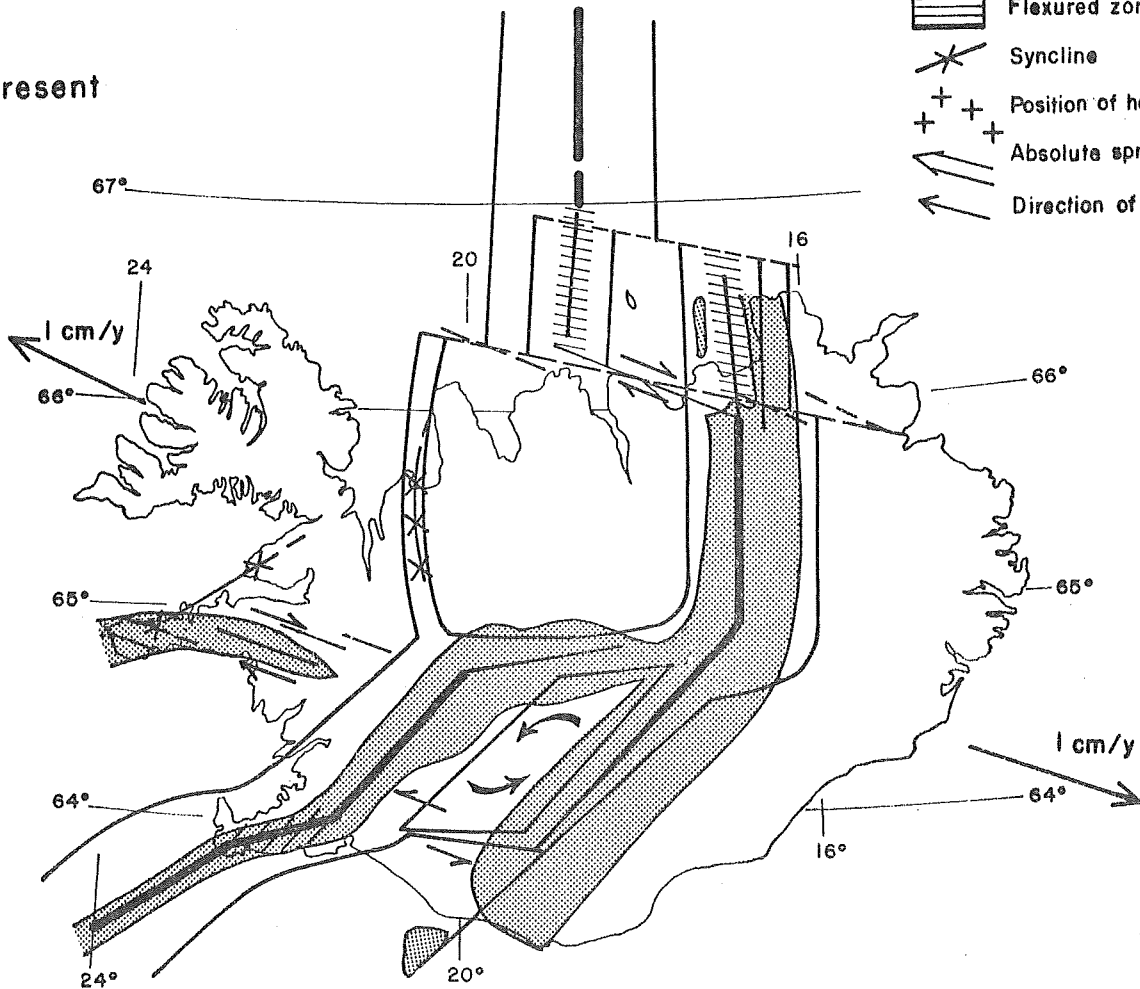 Flexured zon
Syncline
Position of h
Absolute spr
Direction of
resent
67°
16
20
24
1 cm/y
66°
66°
65°
65°
1 cm/y
64°
64°
16°
20°
24°